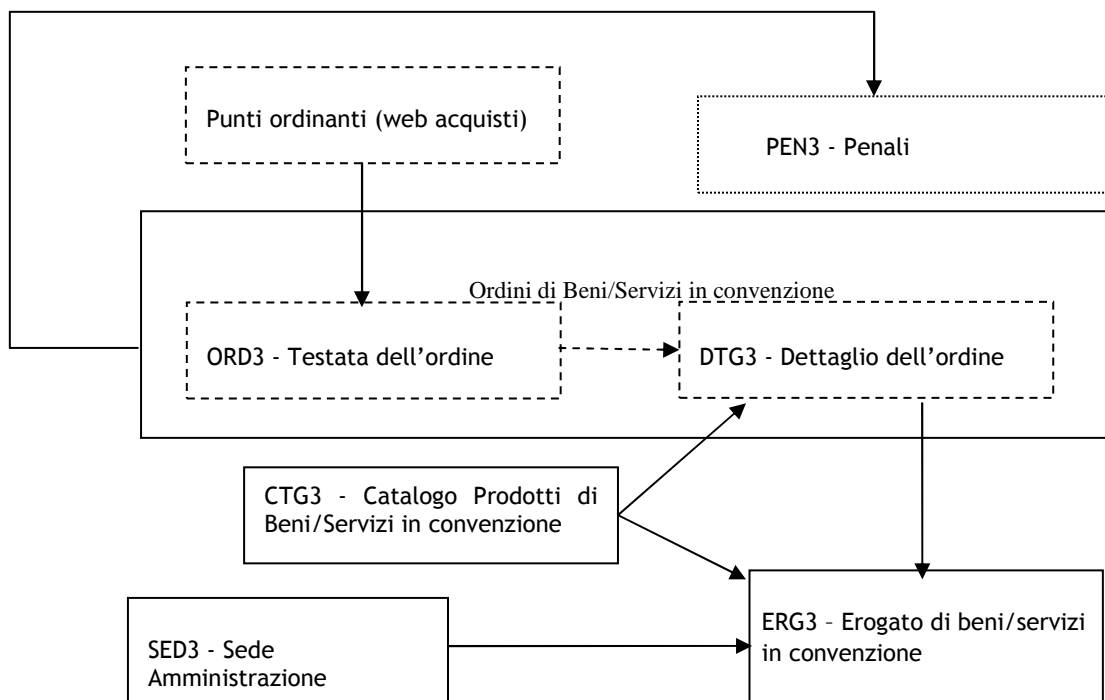 Punti ordinanti (web acquisti)
PEN3 - Penali
Ordini di Beni/Servizi in convenzione
ORD3 - Testata dell’ordine
DTG3 - Dettaglio dell’ordine
CTG3 - Catalogo Prodotti di
Beni/Servizi in convenzione
ERG3 – Erogato di beni/servizi
in convenzione
SED3 - Sede
Amministrazione